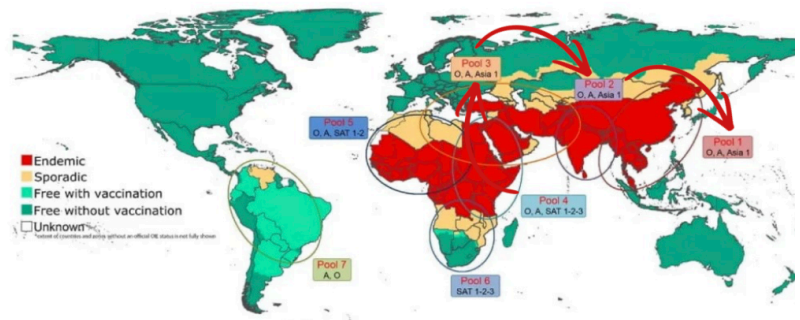 Pool 3
O, A, Asia 1
Pool 2
O, A, Asia 1
Pool 5
O, A, SAT 1-2
Pool 1
O, A, Asia 1
Endemic
Sporadic
Free with vaccination
Free without vaccination
Unknown
Pool 4
O, A, SAT 1-2-3
Pool 7
A, O
Pool 6
SAT 1-2-3